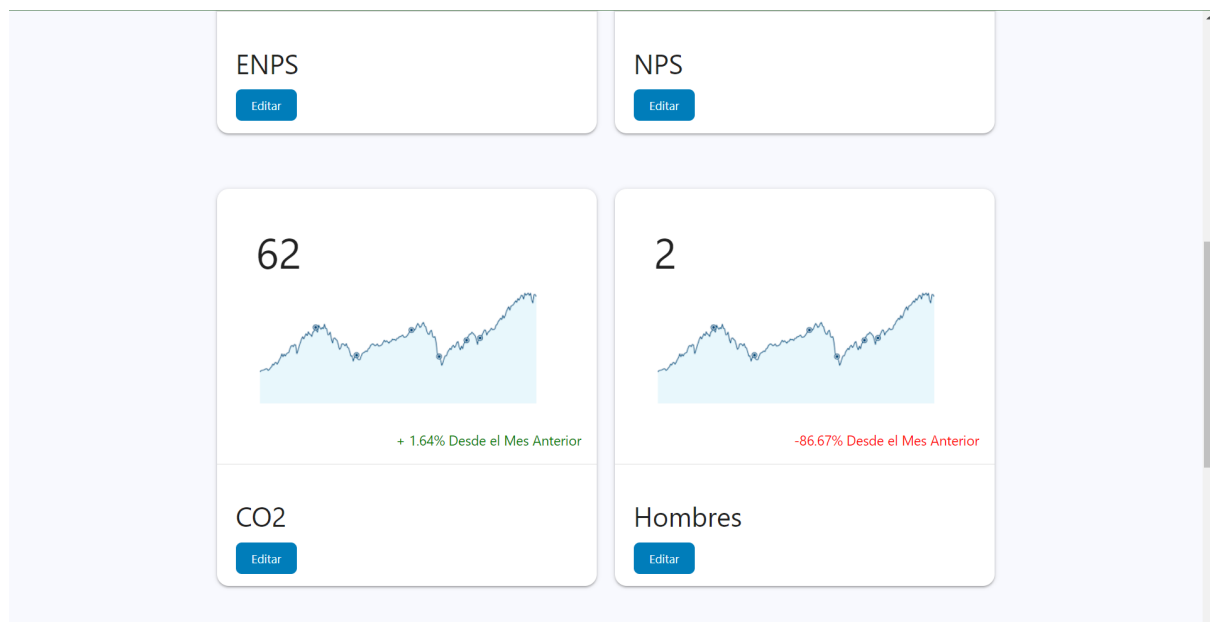 ENPS
Editar
NPS
Editar
62
+ 1.64% Desde el Mes Anterior
CO2
Editar
2
-86.67% Desde el Mes Anterior
Hombres
Editar